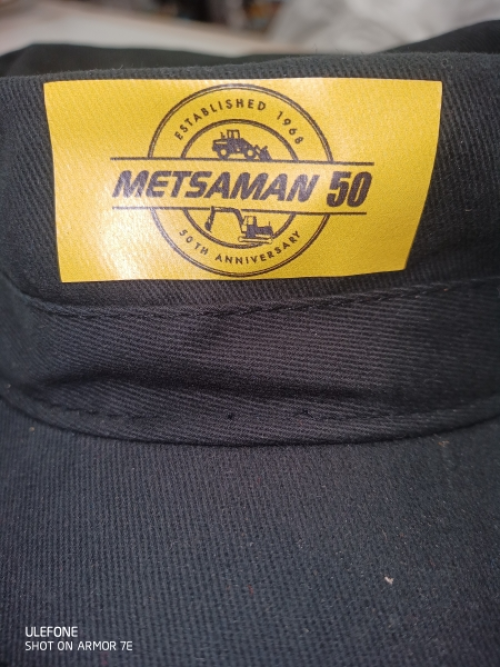 ESTABLISHED 1968
METSAMAN 50
50TH ANNIVERSARY
ULEFONE
SHOT ON ARMOR 7E